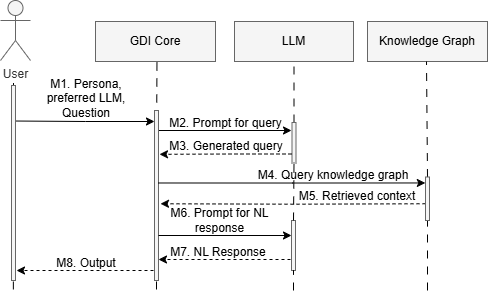 GDI Core
LLM
Knowledge Graph
User
M1. Persona,
preferred LLM,
Question
M2. Prompt for query
M3. Generated query
M4. Query knowledge graph
M5. Retrieved context
M6. Prompt for NL
response
M7. NL Response
M8. Output